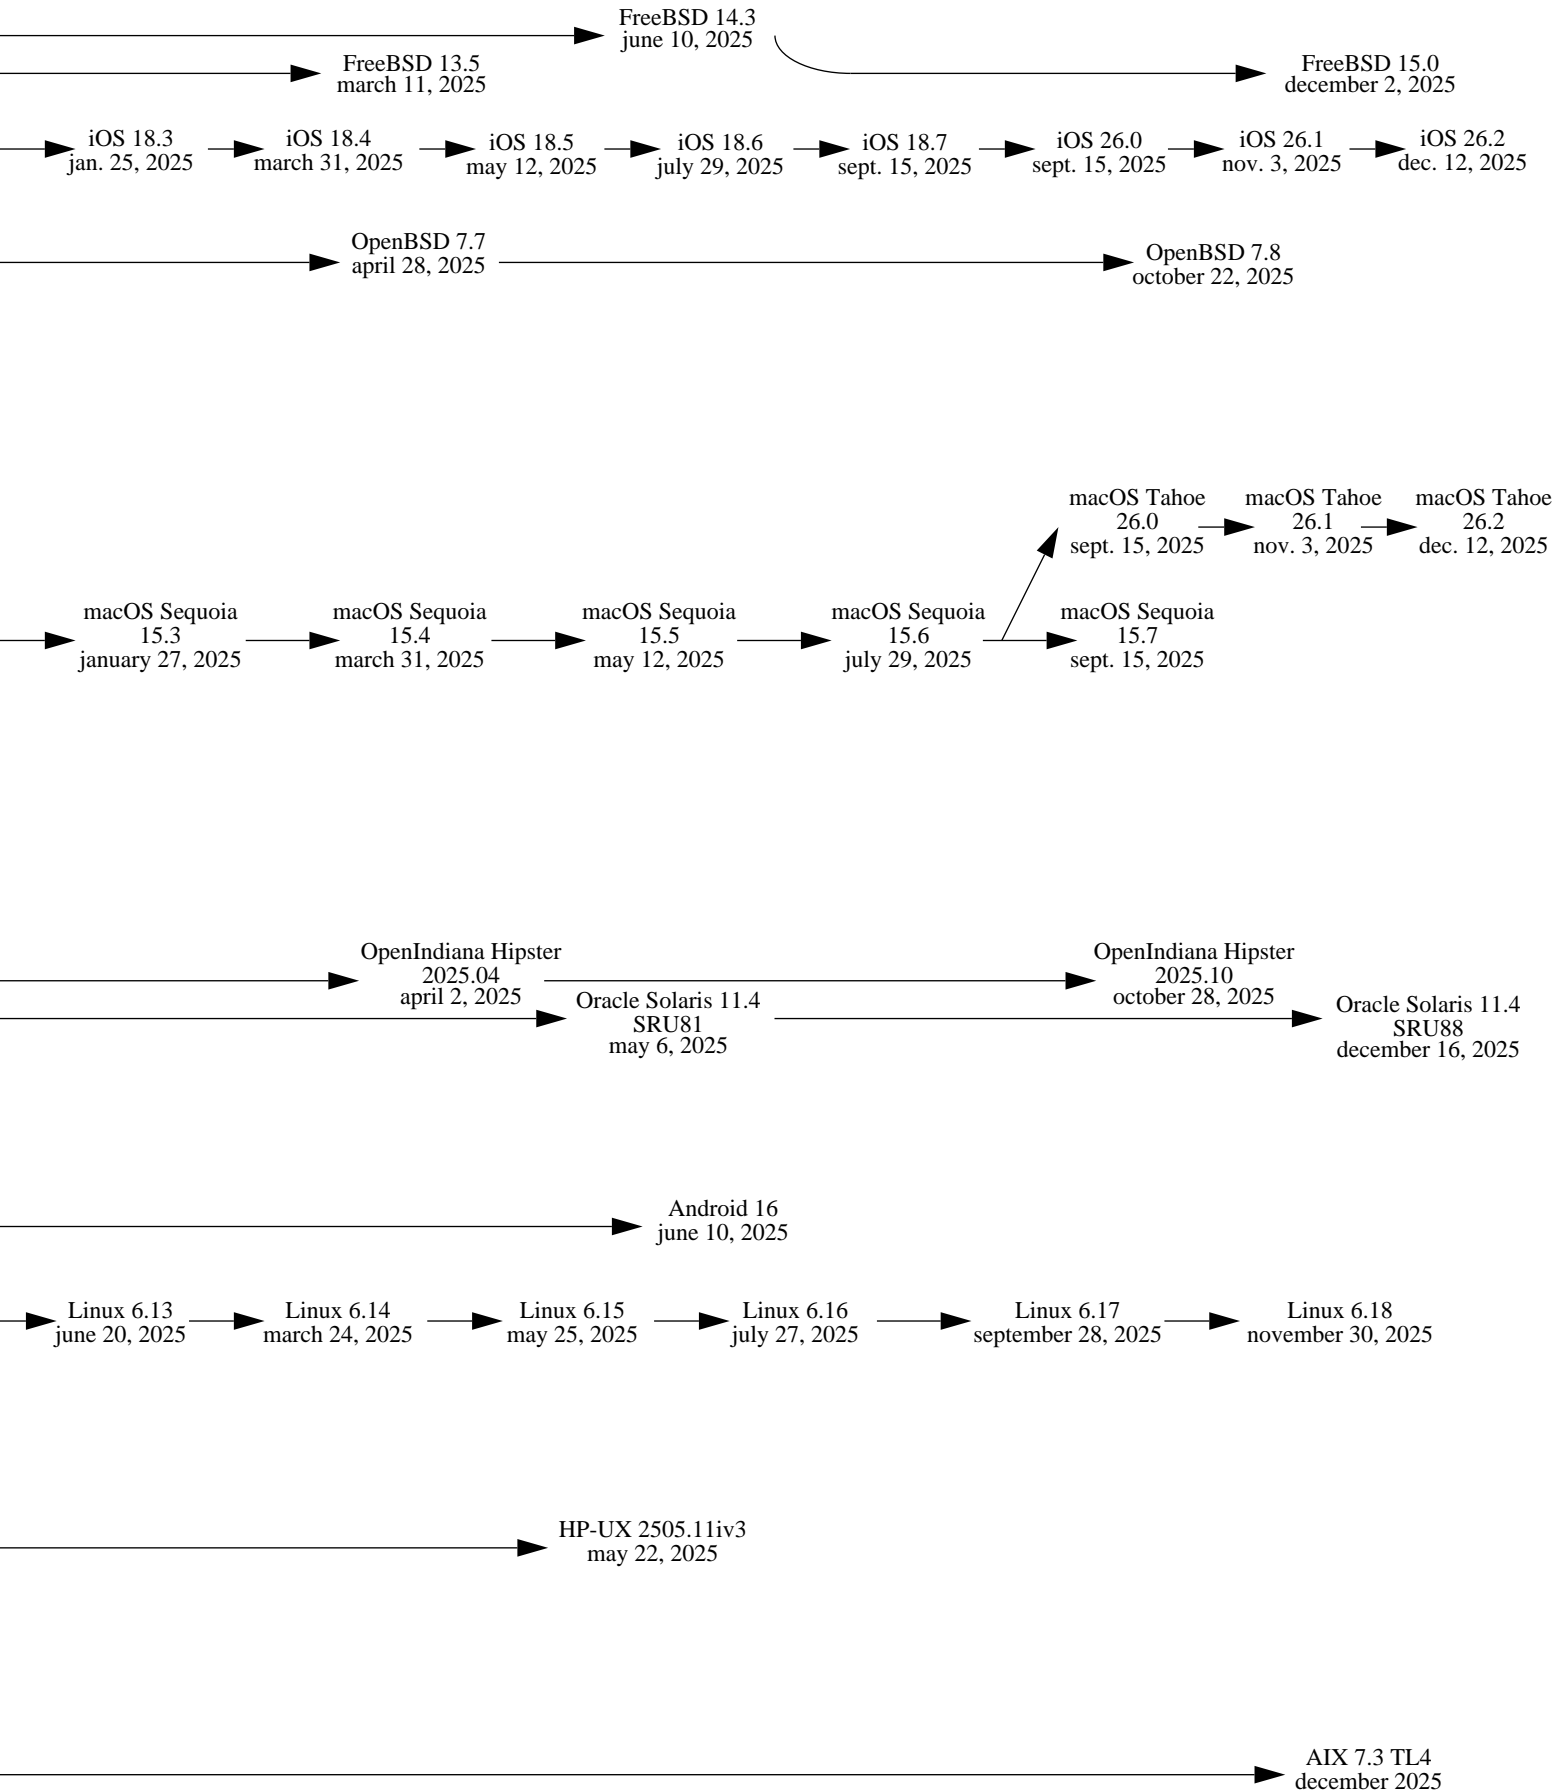 FreeBSD 14.3
june 10, 2025
FreeBSD 13.5
march 11, 2025
FreeBSD 15.0
december 2, 2025
iOS 18.3
jan. 25, 2025
iOS 18.4
march 31, 2025
iOS 18.5
may 12, 2025
iOS 18.6
july 29, 2025
iOS 18.7
sept. 15, 2025
iOS 26.0
sept. 15, 2025
iOS 26.1
nov. 3, 2025
iOS 26.2
dec. 12, 2025
OpenBSD 7.7
april 28, 2025
OpenBSD 7.8
october 22, 2025
macOS Tahoe
26.0
sept. 15, 2025
macOS Tahoe
26.1
nov. 3, 2025
macOS Tahoe
26.2
dec. 12, 2025
macOS Sequoia
15.3
january 27, 2025
macOS Sequoia
15.4
march 31, 2025
macOS Sequoia
15.5
may 12, 2025
macOS Sequoia
15.6
july 29, 2025
macOS Sequoia
15.7
sept. 15, 2025
OpenIndiana Hipster
2025.04
april 2, 2025
OpenIndiana Hipster
2025.10
october 28, 2025
Oracle Solaris 11.4
SRU81
may 6, 2025
Oracle Solaris 11.4
SRU88
december 16, 2025
Android 16
june 10, 2025
Linux 6.13
june 20, 2025
Linux 6.14
march 24, 2025
Linux 6.15
may 25, 2025
Linux 6.16
july 27, 2025
Linux 6.17
september 28, 2025
Linux 6.18
november 30, 2025
HP-UX 2505.11iv3
may 22, 2025
AIX 7.3 TL4
december 2025